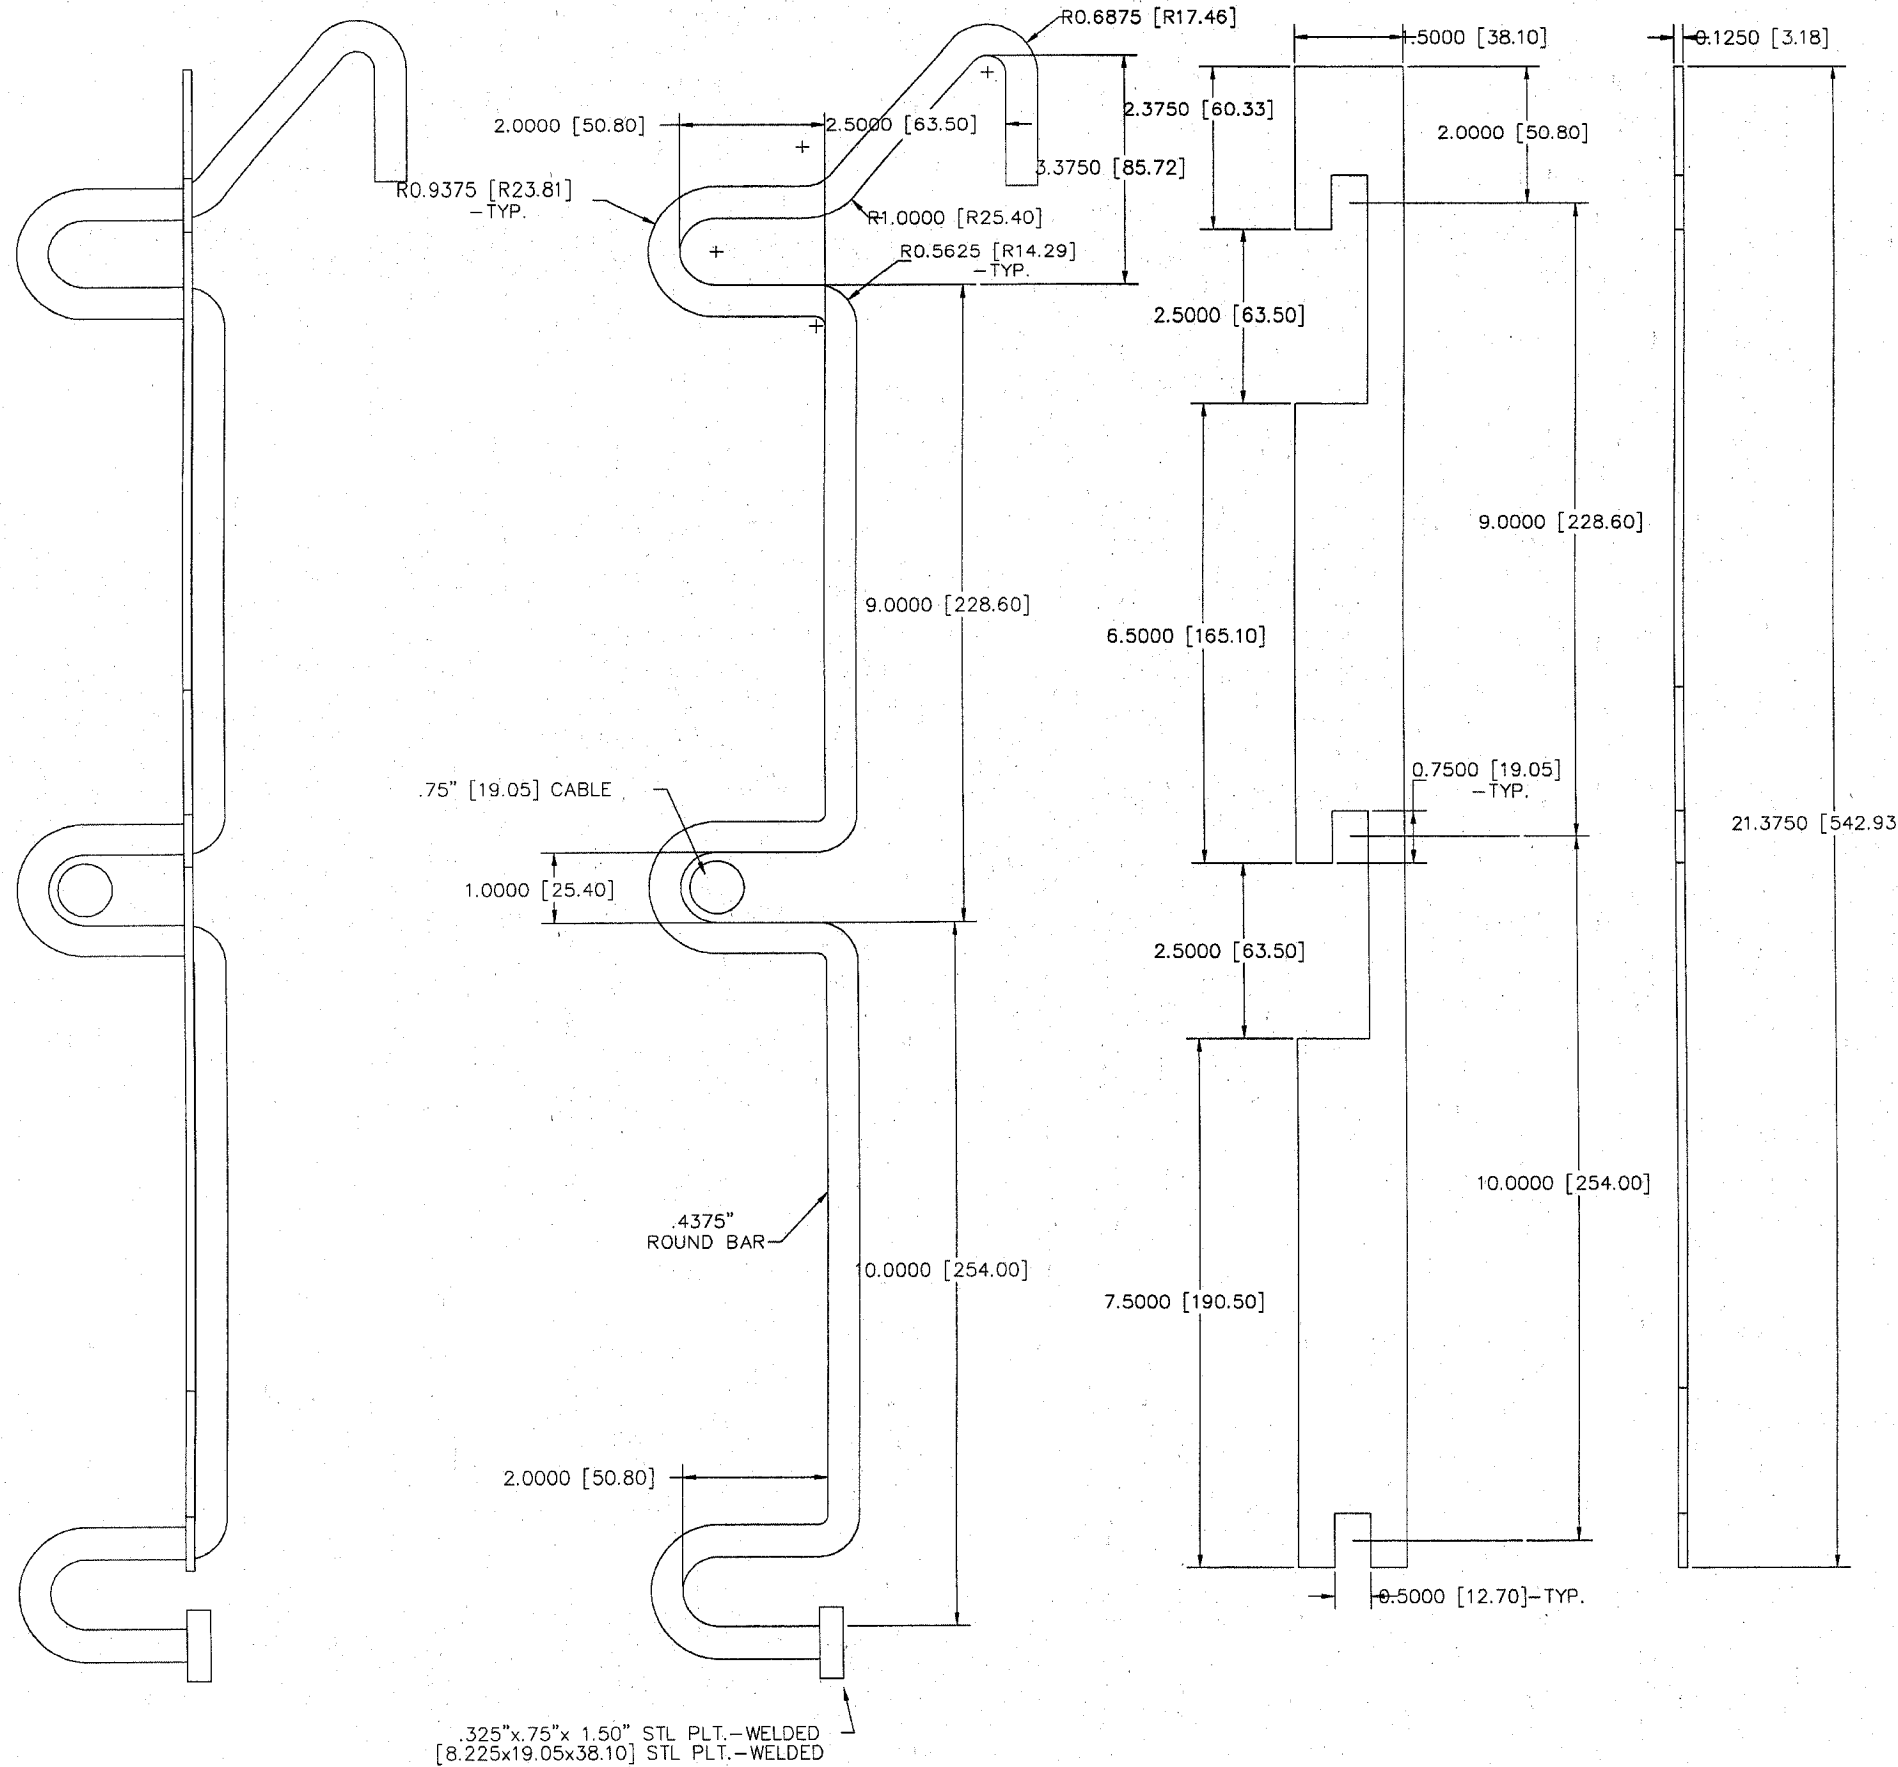 R0.6875 [R17.46]
.5000 [38.10]
0.1250 [3.18]
2.0000 [50.80]
2.5000 [63.50]
2.3750 [60.33]
2.0000 [50.80]
3.3750 [85.72]
R0.9375 [R23.81]
-TYP.
R1.0000 [R25.40]
R0.5625 [R14.29]
-TYP.
2.5000 [63.50]
9.0000 [228.60]
9.0000 [228.60]
6.5000 [165.10]
.75" [19.05] CABLE
0.7500 [19.05]
-TYP.
21.3750 [542.93
1.0000 [25.40]
2.5000 [63.50]
10.0000 [254.00]
.4375"
ROUND BAR
10.0000 [254.00]
7.5000 [190.50]
2.0000 [50.80]
0.5000 [12.70]-TYP.
.325"x.75"x 1.50" STL PLT.-WELDED
[8.225x19.05x38.10] STL PLT.-WELDED